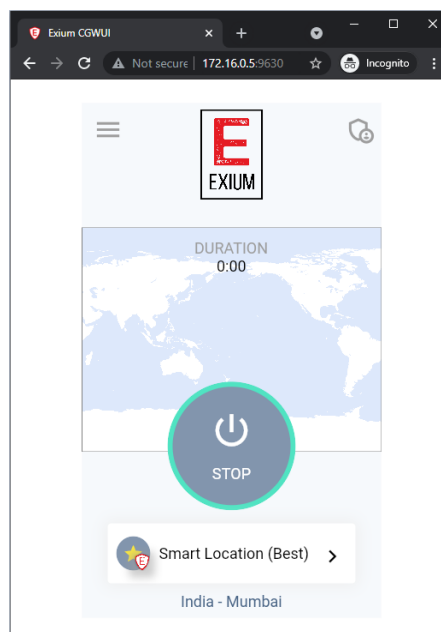 Exium CGWUI
Not secure | 172.16.0.5:9630
Incognito
E
EXIUM
DURATION
0:00
STOP
Smart Location (Best)
India - Mumbai